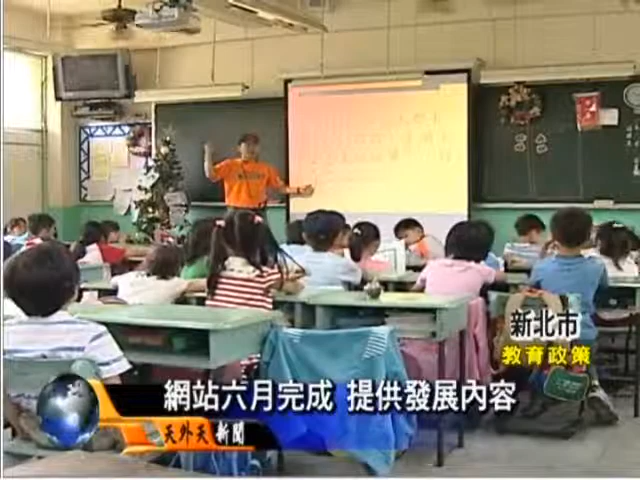 新北市
教育政策
網站六月完成 提供發展內容
天外天 新聞